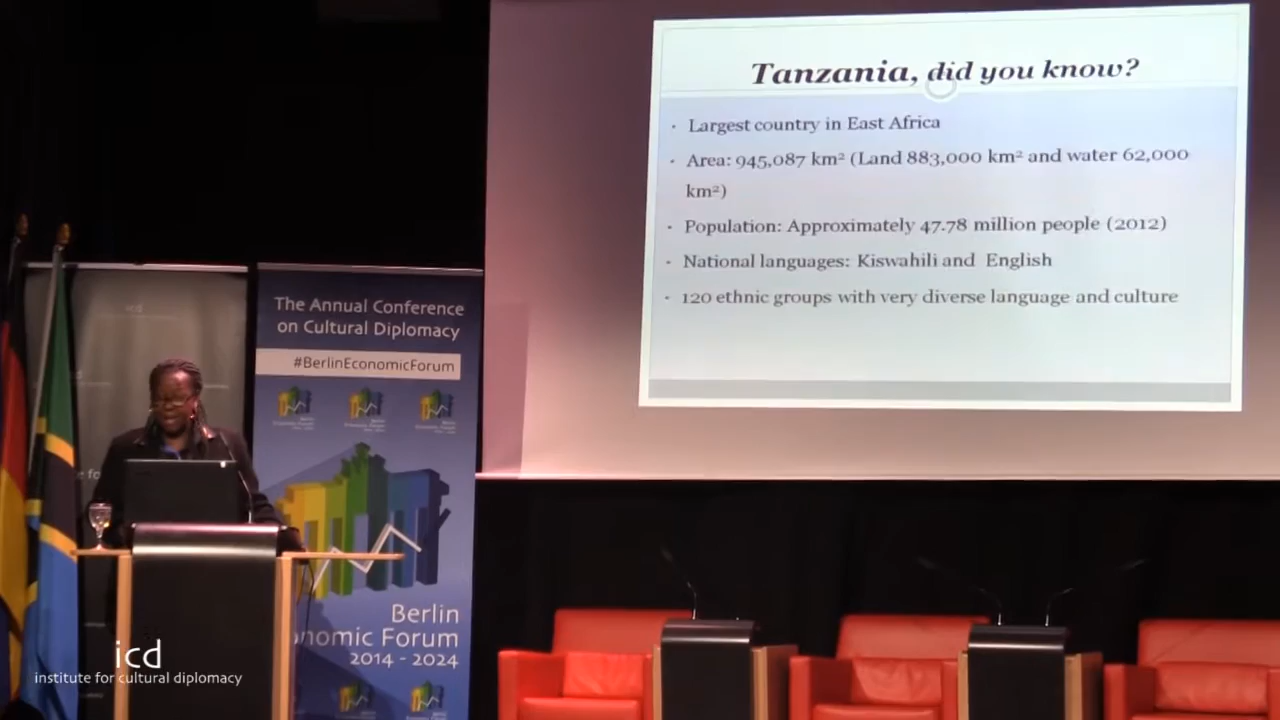 Tanzania, did you know?
· Largest country in East Africa
· Area: 945,087 km² (Land 883,000 km² and water 62,000
km²)
· Population: Approximately 47.78 million people (2012)
· National languages: Kiswahili and English
· 120 ethnic groups with very diverse language and culture
The Annual Conference
on Cultural Diplomacy
#BerlinEconomicForum
Berlin
onomic Forum
2014 - 2024
icd
institute for cultural diplomacy